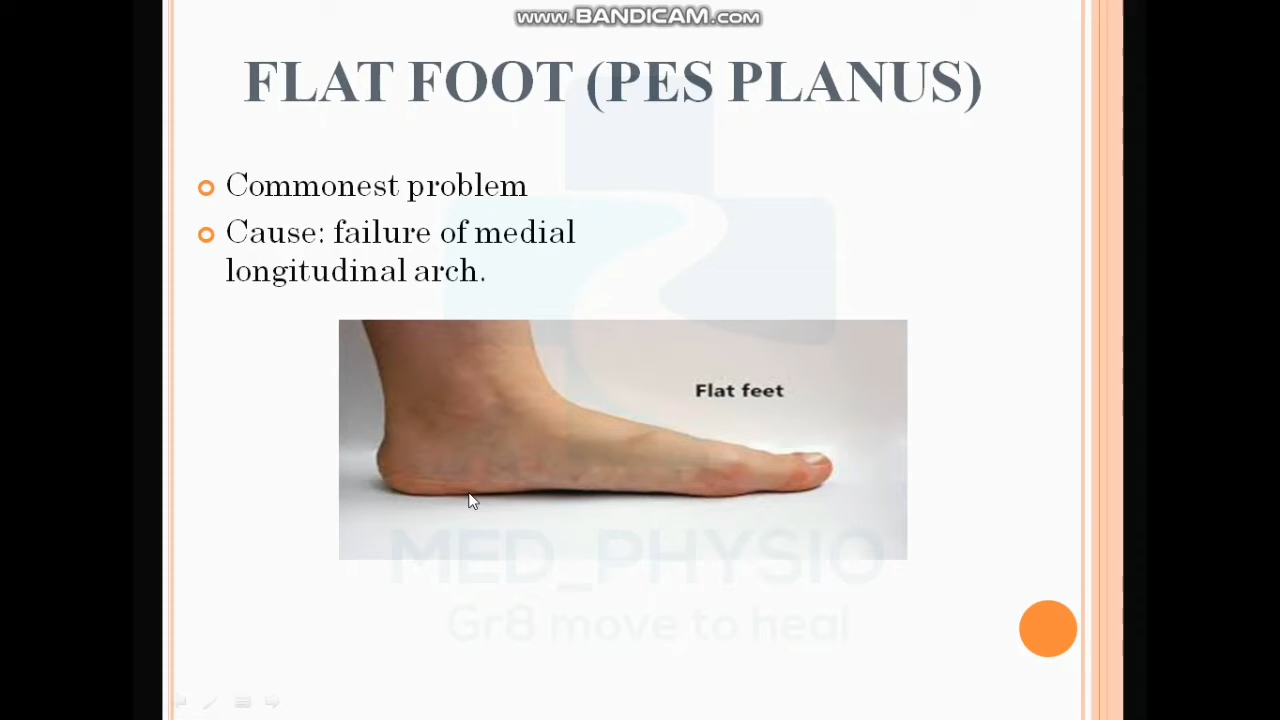 www.BANDICAM.com
FLAT FOOT (PES PLANUS)
Commonest problem
Cause: failure of medial
longitudinal arch.
Flat feet
MED_PHYSIO
Gr8 move to heal